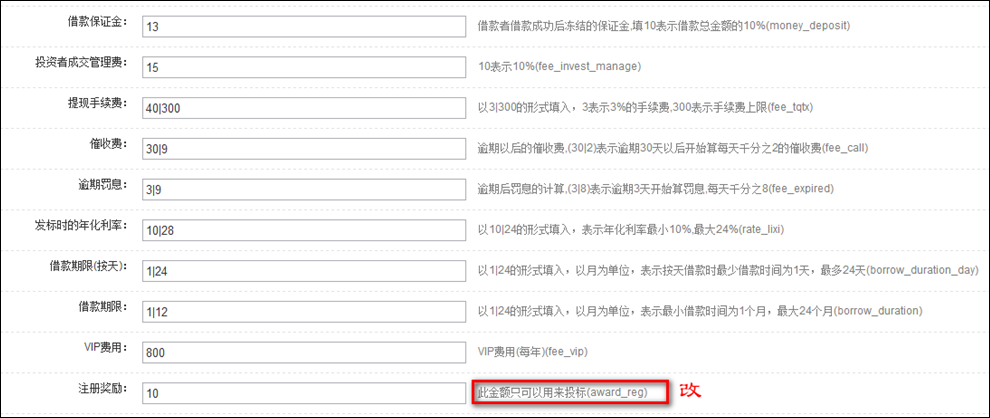 借款保证金： 13 借款者借款成功后冻结的保证金,填10表示借款总金额的10%(money_deposit)
投资者成交管理费： 15 10表示10%(fee_invest_manage)
提现手续费： 40|300 以3|300的形式填入，3表示3%的手续费,300表示手续费上限(fee_tqtx)
催收费： 30|9 逾期以后的催收费,(30|2)表示逾期30天以后开始算每天千分之2的催收费(fee_call)
逾期罚息： 3|9 逾期后罚息的计算,(3|8)表示逾期3天开始算罚息,每天千分之8(fee_expired)
发标时的年化利率： 10|28 以10|24的形式填入，表示年化利率最小10%,最大24%(rate_lixi)
借款期限(按天)： 1|24 以1|24的形式填入，以月为单位，表示按天借款时最少借款时间为1天，最多24天(borrow_duration_day)
借款期限： 1|12 以1|24的形式填入，以月为单位，表示最小借款时间为1个月，最大24个月(borrow_duration)
VIP费用： 800 VIP费用(每年)(fee_vip)
注册奖励： 10 此金额只可以用来投标(award_reg) 改